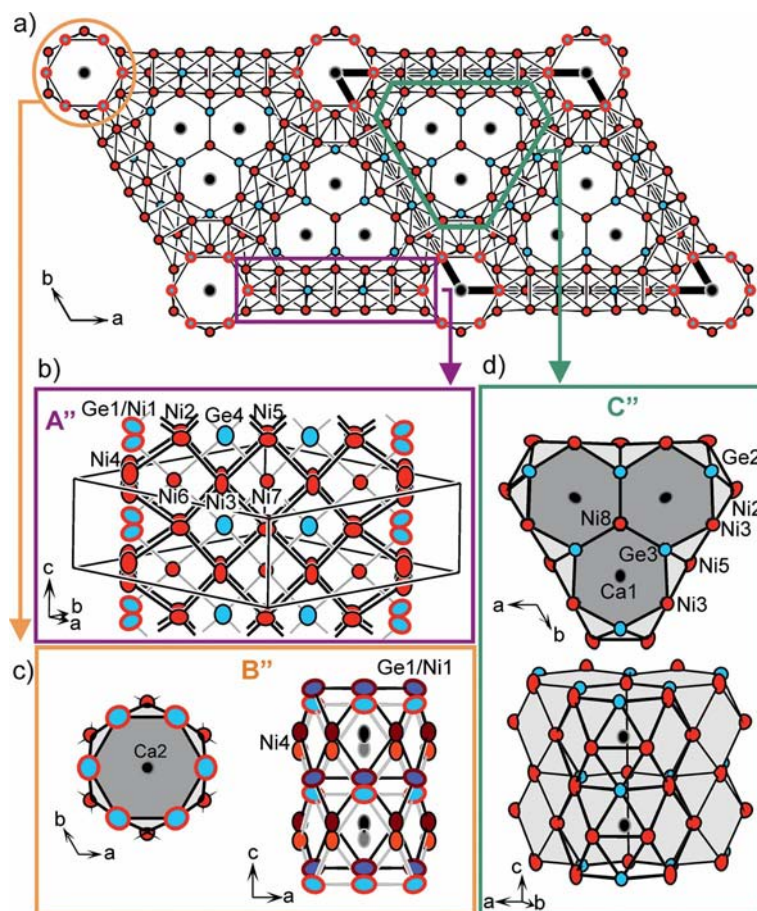 a)
b
a
b)
d)
A"
Ge1/Ni1 Ni2 Ge4 Ni5
Ni4
Ni6 Ni3 Ni7
c
b
a
C"
Ge2
Ni2
Ni8
Ni3
Ge3
Ni5
Ca1
Ni3
a
b
c)
B"
Ge1/Ni1
Ca2
Ni4
b
a
c
a
c
a
b